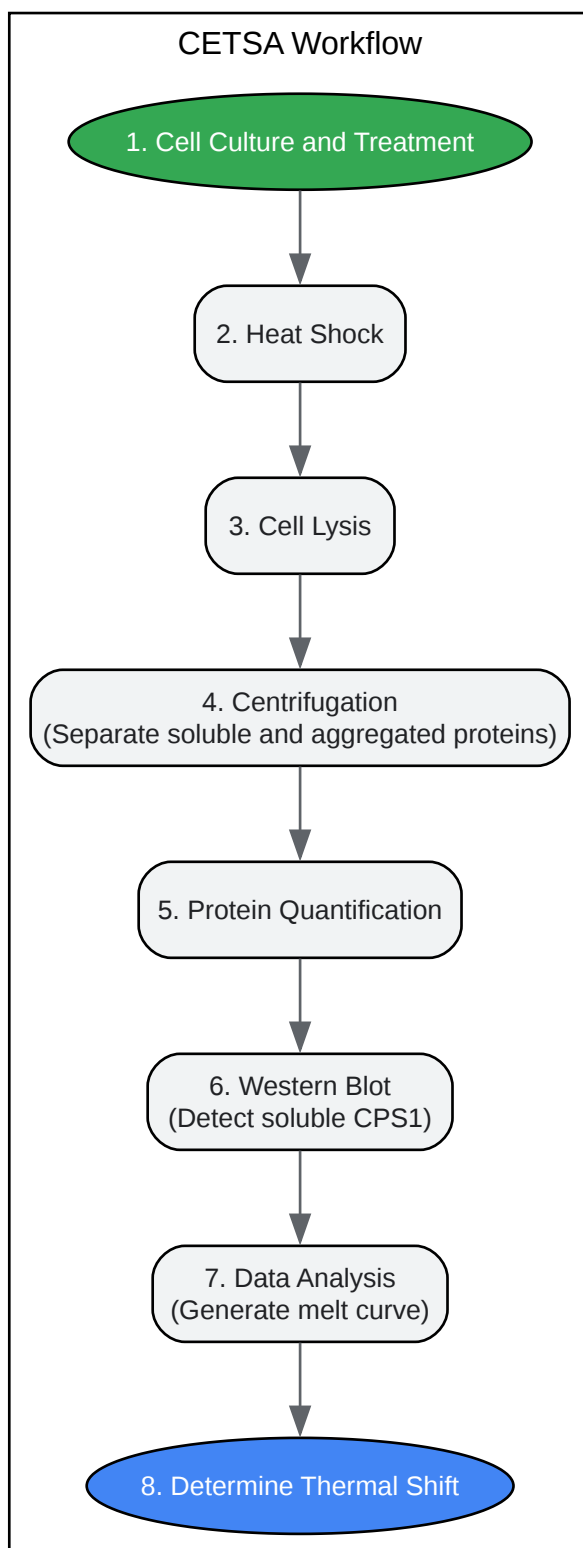 CETSA Workflow
1. Cell Culture and Treatment
2. Heat Shock
3. Cell Lysis
4. Centrifugation
(Separate soluble and aggregated proteins)
5. Protein Quantification
6. Western Blot
(Detect soluble CPS1)
7. Data Analysis
(Generate melt curve)
8. Determine Thermal Shift